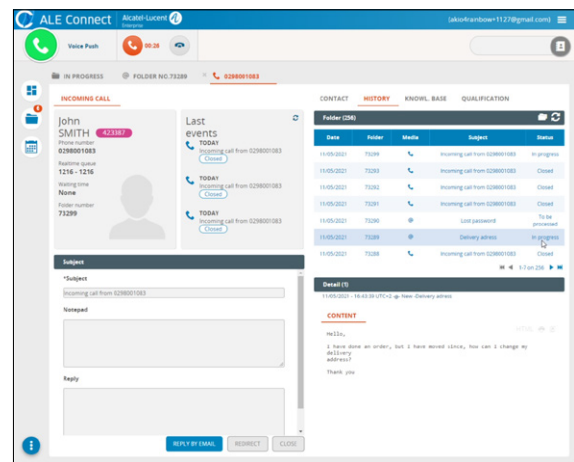 ALE Connect
Alcatel-Lucent
Enterprise
(akio4rainbow+1127@gmail.com)
Voice Push
00:28
IN PROGRESS
FOLDER NO.73289
0298001083
INCOMING CALL
John
SMITH
423387
Phone number
0298001083
Realtime queue
1216 - 1216
Waiting time
None
Folder number
73299
Last
events
TODAY
Incoming call from 0298001083
Closed
TODAY
Incoming call from 0298001083
Closed
TODAY
Incoming call from 0298001083
Closed
Subject
*Subject
Incoming call from 0298001083
Notepad
Reply
REPLY BY EMAIL
REDIRECT
CLOSE
CONTACT
HISTORY
KNOWL. BASE
QUALIFICATION
Folder (256)
Date Folder Media Subject Status
11/05/2021 73299 Incoming call from 0298001083 In progress
11/05/2021 73293 Incoming call from 0298001083 Closed
11/05/2021 73292 Incoming call from 0298001083 Closed
11/05/2021 73291 Incoming call from 0298001083 Closed
11/05/2021 73290 @ Lost password To be
processed
11/05/2021 73289 @ Delivery adress In progress
11/05/2021 73288 Incoming call from 0298001083 Closed
1-7 on 256
Detail (1)
11/05/2021 - 16:43:39 UTC+2 New -Delivery adress
CONTENT
HTML
Hello,
i have done an order, but i have moved since, how can i change my
delivery
address?
Thank you